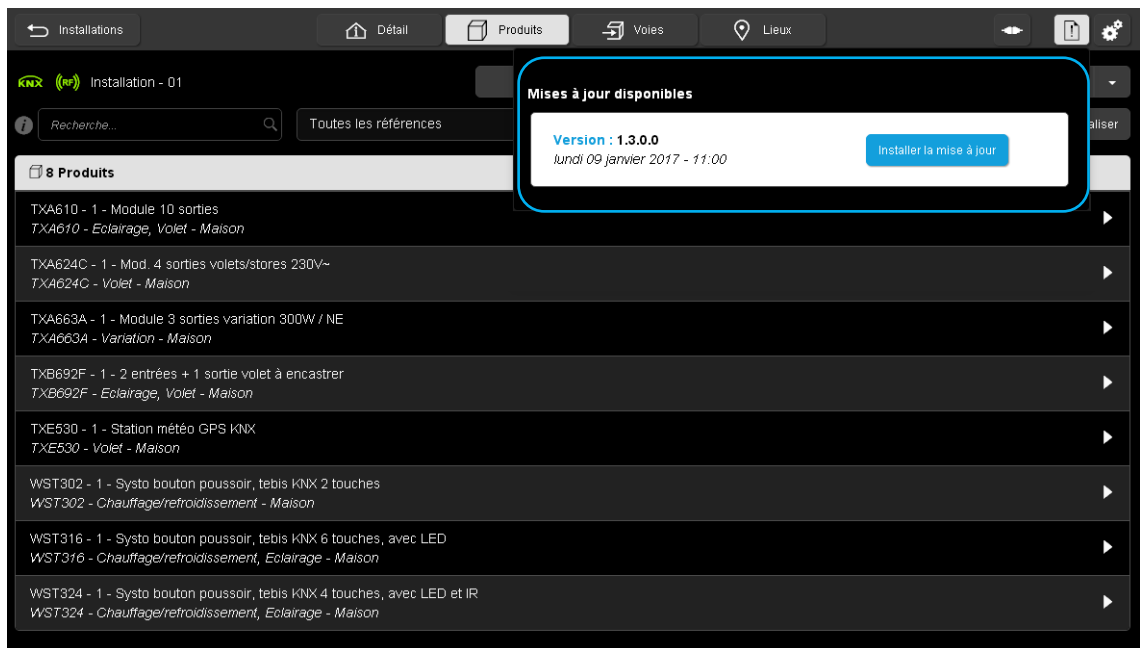 Installations
Détail
Produits
Voies
Lieux
KNX (RF) Installation - 01
Recherche...
Toutes les références
aliser
Mises à jour disponibles
Version : 1.3.0.0
lundi 09 janvier 2017 - 11:00
Installer la mise à jour
8 Produits
TXA610 - 1 - Module 10 sorties
TXA610 - Eclairage, Volet - Maison
TXA624C - 1 - Mod. 4 sorties volets/stores 230V~
TXA624C - Volet - Maison
TXA663A - 1 - Module 3 sorties variation 300W / NE
TXA663A - Variation - Maison
TXB692F - 1 - 2 entrées + 1 sortie volet à encastrer
TXB692F - Eclairage, Volet - Maison
TXE530 - 1 - Station météo GPS KNX
TXE530 - Volet - Maison
WST302 - 1 - Systo bouton poussoir, tebis KNX 2 touches
WST302 - Chauffage/refroidissement - Maison
WST316 - 1 - Systo bouton poussoir, tebis KNX 6 touches, avec LED
WST316 - Chauffage/refroidissement, Eclairage - Maison
WST324 - 1 - Systo bouton poussoir, tebis KNX 4 touches, avec LED et IR
WST324 - Chauffage/refroidissement, Eclairage - Maison